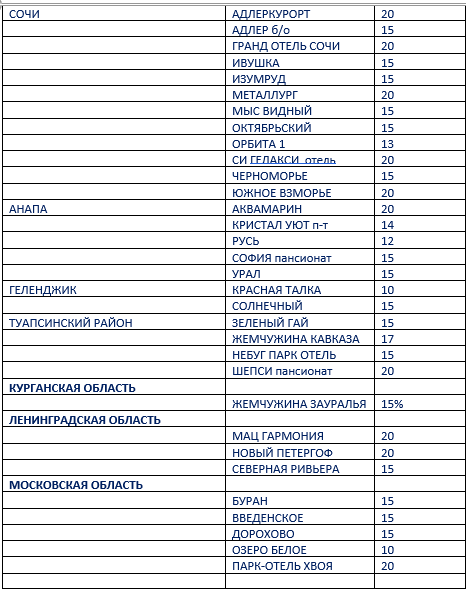 СОЧИ АДЛЕРКУРОРТ 20
АДЛЕР б/о 15
ГРАНД ОТЕЛЬ СОЧИ 20
ИВУШКА 15
ИЗУМРУД 15
МЕТАЛЛУРГ 20
МЫС ВИДНЫЙ 15
ОКТЯБРЬСКИЙ 15
ОРБИТА 1 13
СИ ГЕЛАКСИ отель 20
ЧЕРНОМОРЬЕ 15
ЮЖНОЕ ВЗМОРЬЕ 20
АНАПА АКВАМАРИН 20
КРИСТАЛ УЮТ п-т 14
РУСЬ 12
СОФИЯ пансионат 15
УРАЛ 15
ГЕЛЕНДЖИК КРАСНАЯ ТАЛКА 10
СОЛНЕЧНЫЙ 15
ТУАПСИНСКИЙ РАЙОН ЗЕЛЕНЫЙ ГАЙ 15
ЖЕМЧУЖИНА КАВКАЗА 17
НЕБУГ ПАРК ОТЕЛЬ 15
ШЕПСИ пансионат 20
КУРГАНСКАЯ ОБЛАСТЬ
ЖЕМЧУЖИНА ЗАУРАЛЬЯ 15%
ЛЕНИНГРАДСКАЯ ОБЛАСТЬ
МАЦ ГАРМОНИЯ 20
НОВЫЙ ПЕТЕРГОФ 20
СЕВЕРНАЯ РИВЬЕРА 15
МОСКОВСКАЯ ОБЛАСТЬ
БУРАН 15
ВВЕДЕНСКОЕ 15
ДОРОХОВО 15
ОЗЕРО БЕЛОЕ 10
ПАРК-ОТЕЛЬ ХВОЯ 20